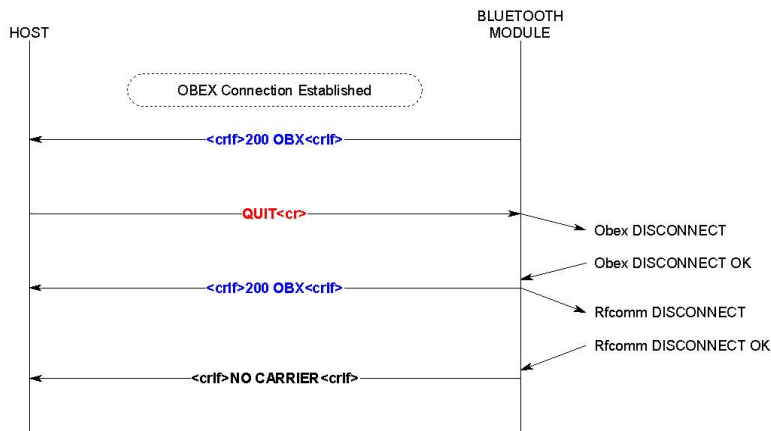 BLUETOOTH
HOST
MODULE
OBEX Connection Established
<crlf>200 OBX<crlf>
QUIT<cr>
Obex DISCONNECT
Obex DISCONNECT OK
<crlf>200 OBX<crlf>
Rfcomm DISCONNECT
Rfcomm DISCONNECT OK
<crlf>NO CARRIER<crlf>